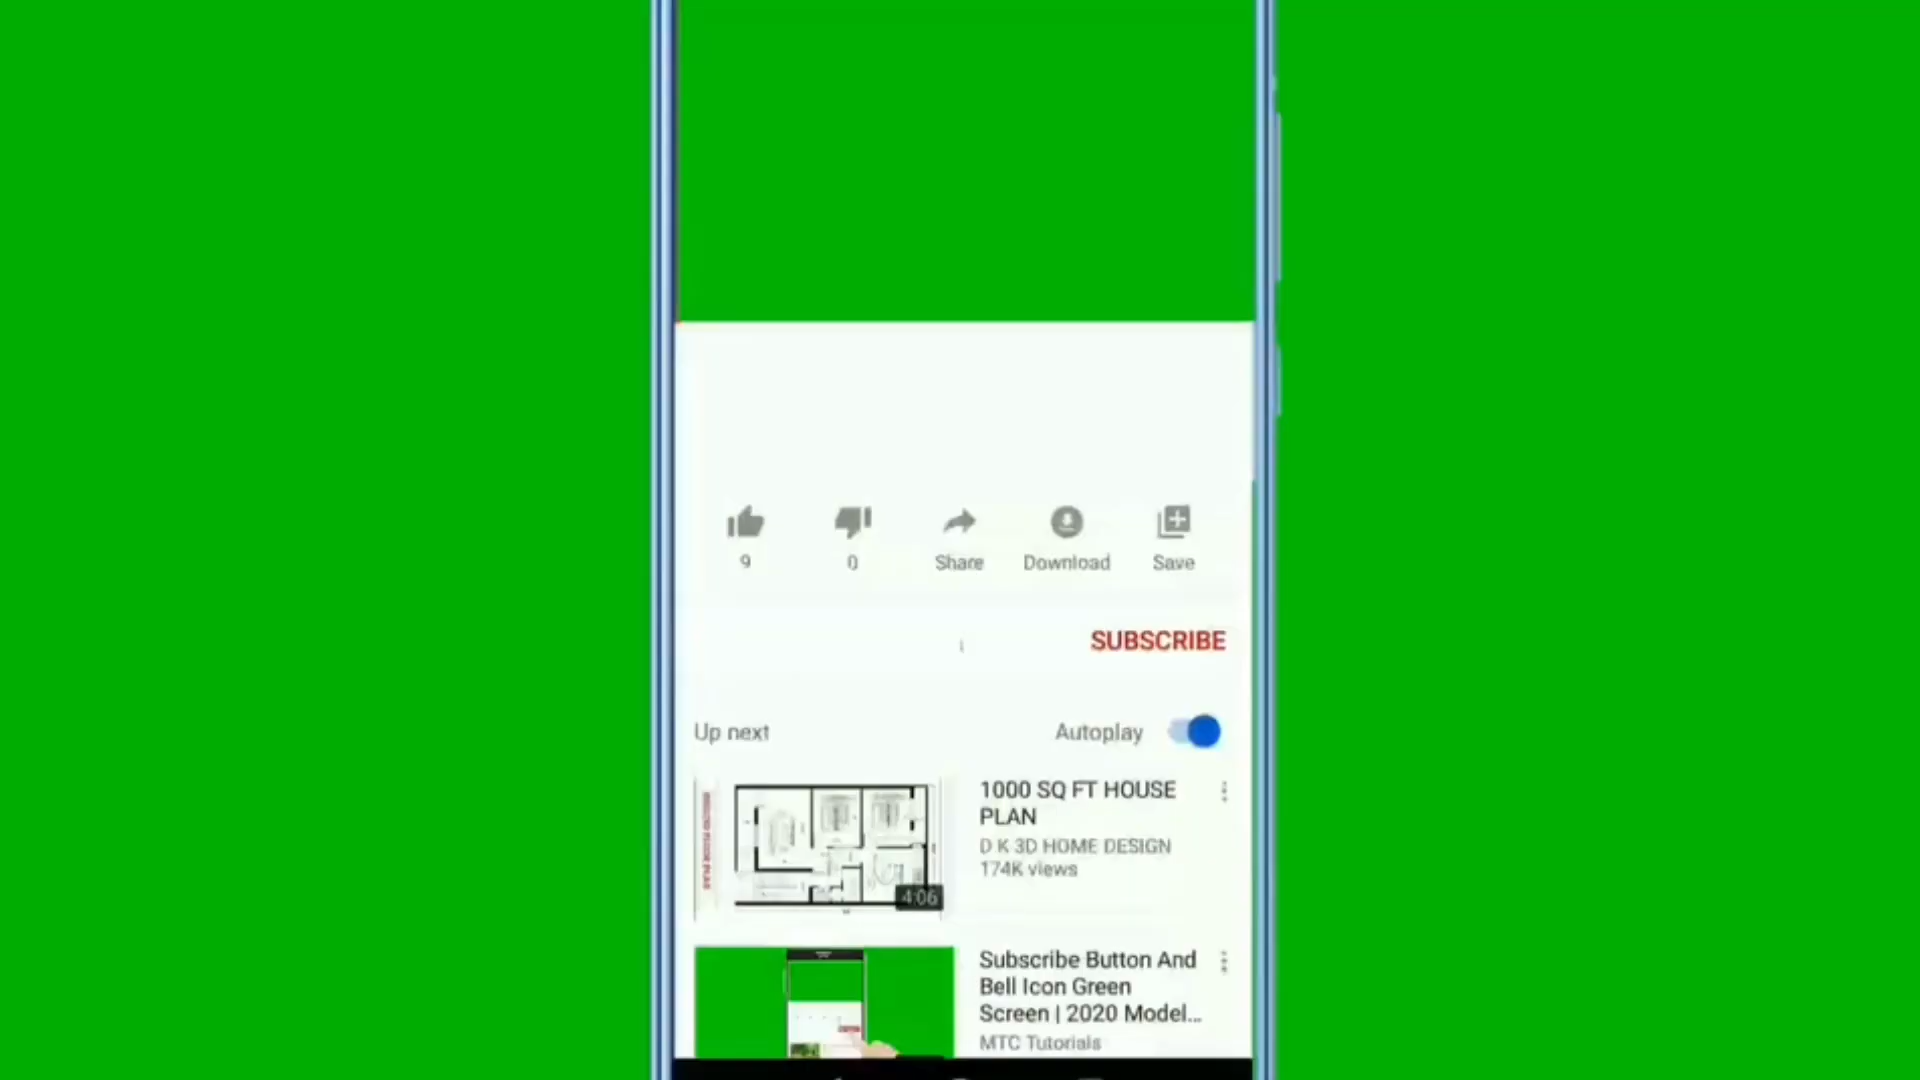 9
0
Share
Download
Save
SUBSCRIBE
Up next
Autoplay
1000 SQ FT HOUSE
PLAN
D K 3D HOME DESIGN
174K views
4:06
Subscribe Button And
Bell Icon Green
Screen | 2020 Model...
MTC Tutorials